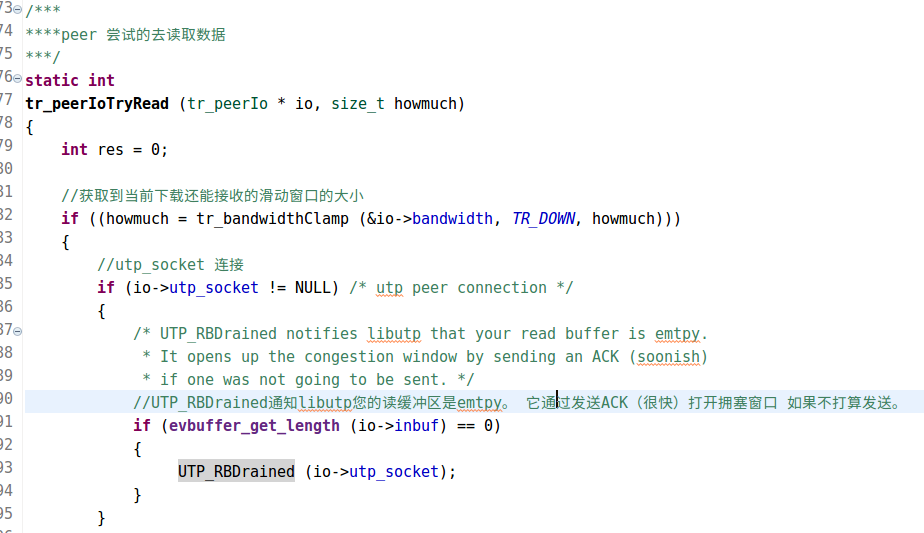 73 /***
74 ****peer 尝试的去读取数据
75 ***/
76 static int
77 tr_peerIoTryRead (tr_peerIo * io, size_t howmuch)
78 {
79 int res = 0;
80
81 //获取到当前下载还能接收的滑动窗口的大小
82 if ((howmuch = tr_bandwidthClamp (&io->bandwidth, TR_DOWN, howmuch)))
83 {
84 //utp_socket 连接
85 if (io->utp_socket != NULL) /* utp peer connection */
86 {
87 /* UTP_RBDrained notifies libutp that your read buffer is emtpy.
88 * It opens up the congestion window by sending an ACK (soonish)
89 * if one was not going to be sent. */
90 //UTP_RBDrained通知libutp您的读缓冲区是emtpy。 它通过发送ACK（很快）打开拥塞窗口 如果不打算发送。
91 if (evbuffer_get_length (io->inbuf) == 0)
92 {
93 UTP_RBDrained (io->utp_socket);
94 }
95 }